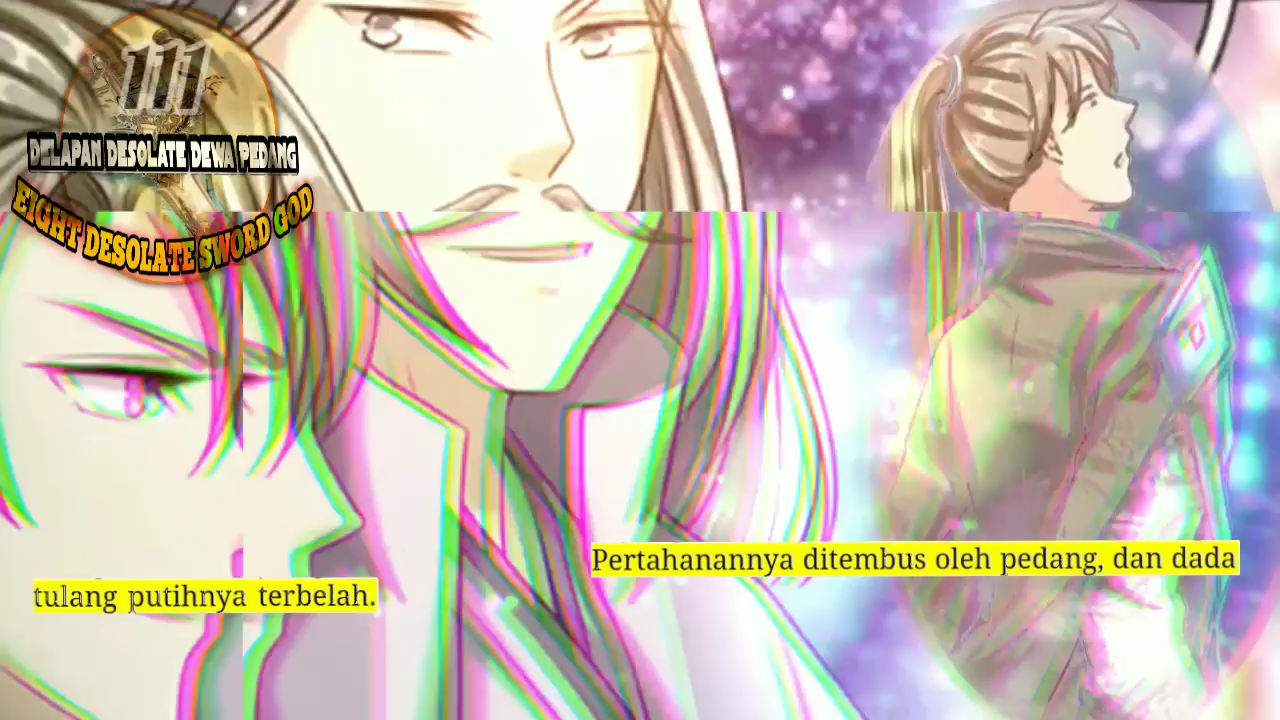 111
DELAPAN DESOLATE DEWA PEDANG
EIGHT DESOLATE SWORD GOD
Pertahanannya ditembus oleh pedang, dan dada
tulang putihnya terbelah.